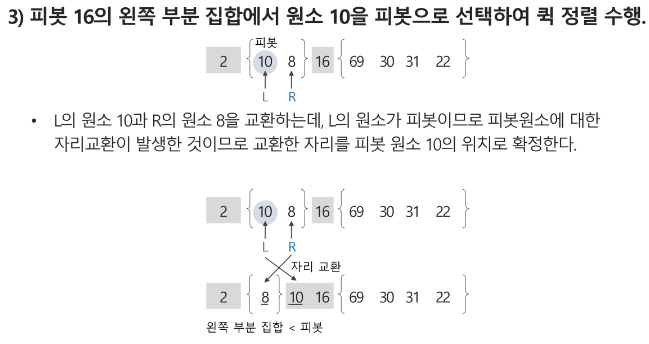 3) 피봇 16의 왼쪽 부분 집합에서 원소 10을 피봇으로 선택하여 퀵 정렬 수행.
피봇
2 { 10 8 } 16 { 69 30 31 22 }
L R
• L의 원소 10과 R의 원소 8을 교환하는데, L의 원소가 피봇이므로 피봇원소에 대한
자리교환이 발생한 것이므로 교환한 자리를 피봇 원소 10의 위치로 확정한다.
2 { 10 8 } 16 { 69 30 31 22 }
L R
자리 교환
2 { 8 } 10 16 { 69 30 31 22 }
왼쪽 부분 집합 < 피봇